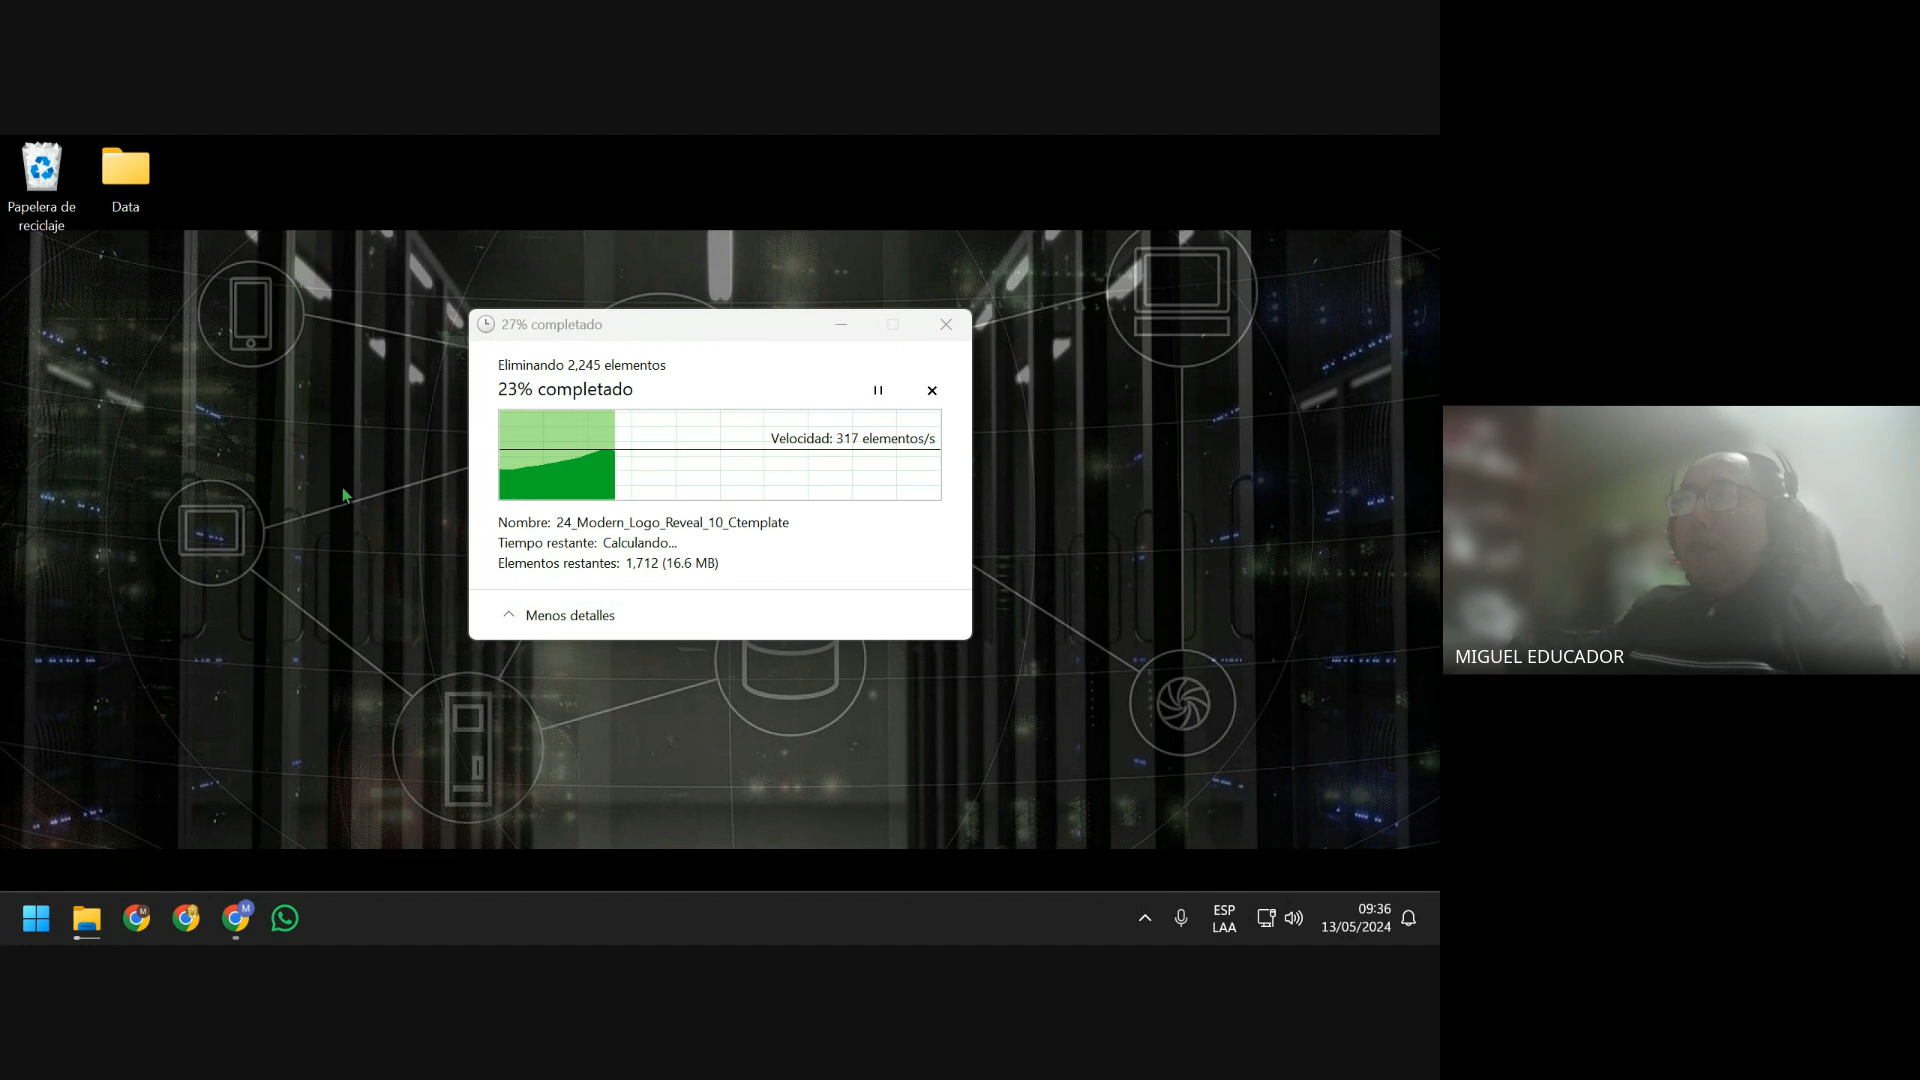 Papelera de
reciclaje
Data
27% completado
Eliminando 2,245 elementos
23% completado
Velocidad: 317 elementos/s
Nombre: 24_Modern_Logo_Reveal_10_Ctemplate
Tiempo restante: Calculando...
Elementos restantes: 1,712 (16.6 MB)
Menos detalles
MIGUEL EDUCADOR
M
M
ESP
LAA
09:36
13/05/2024